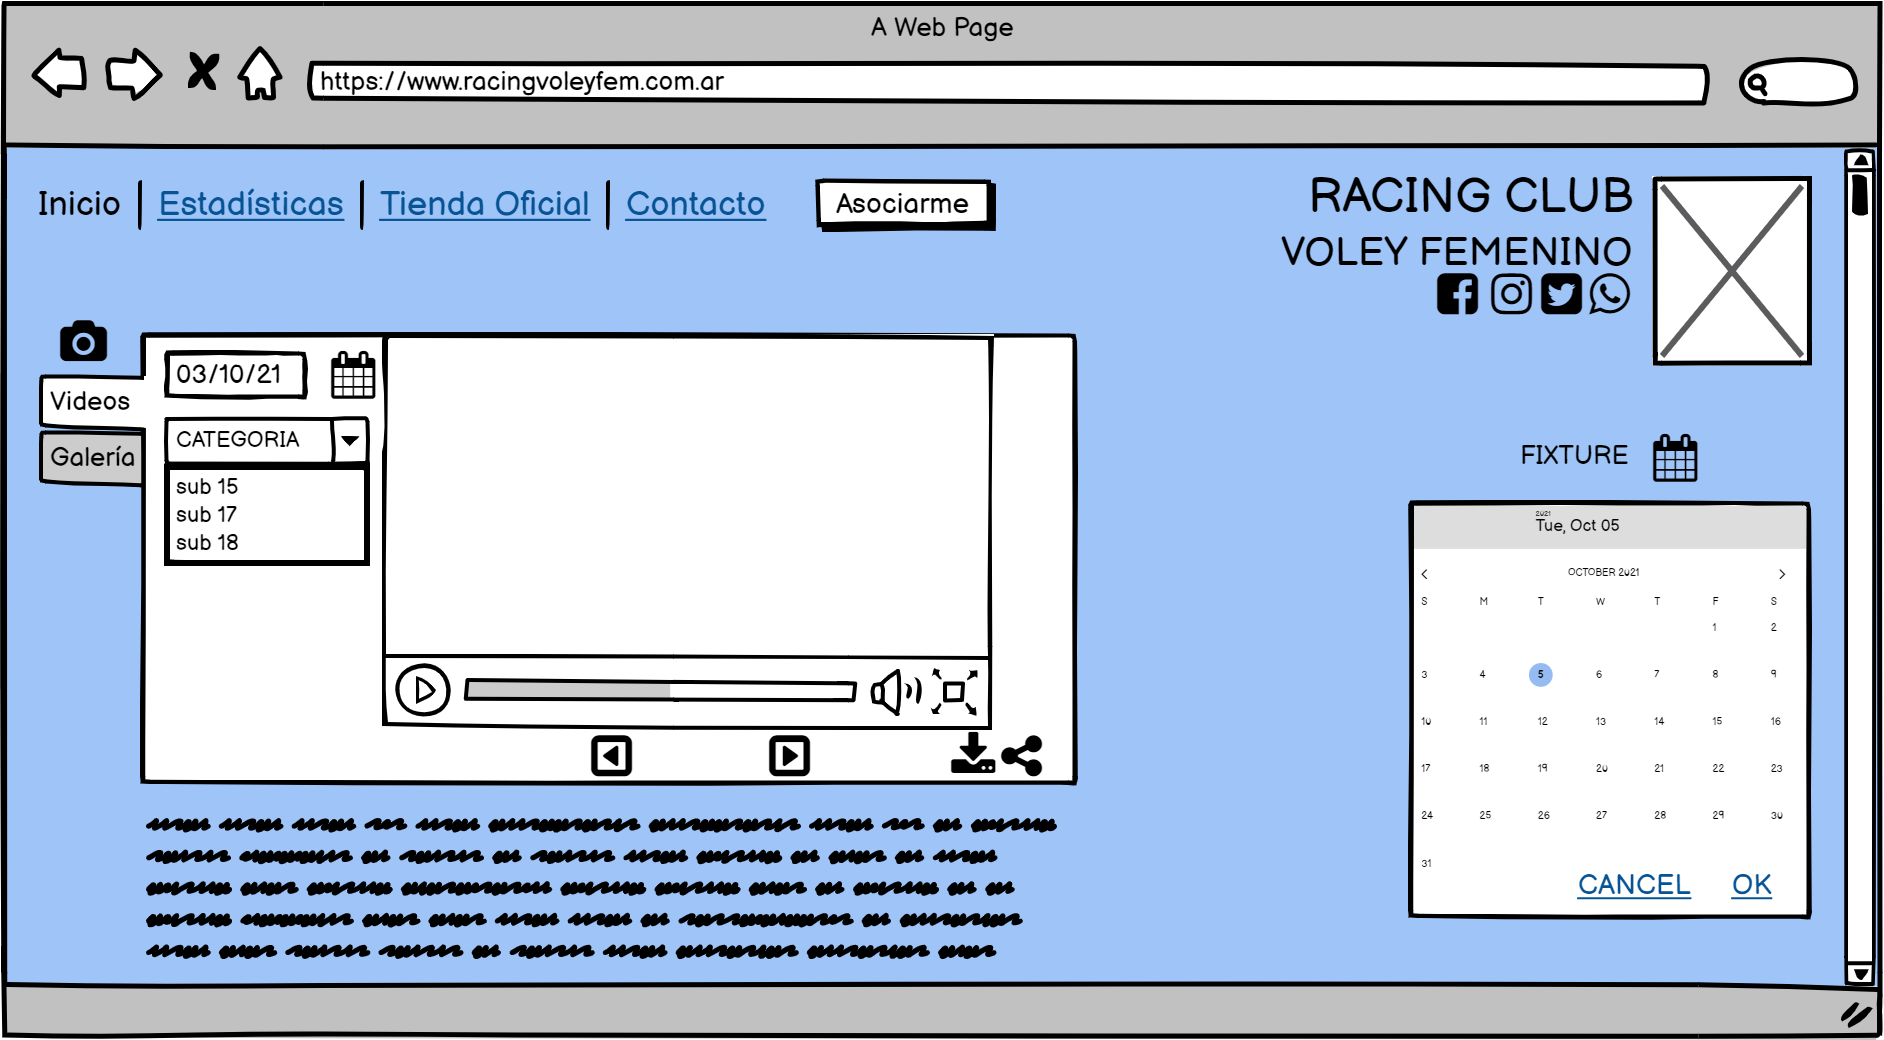 A Web Page
https://www.racingvoleyfem.com.ar
Inicio Estadísticas Tienda Oficial Contacto Asociarme
RACING CLUB
VOLEY FEMENINO
Videos
Galería
03/10/21
CATEGORIA
sub 15
sub 17
sub 18
FIXTURE
2021
Tue, Oct 05
OCTOBER 2021
S M T W T F S
1 2
3 4 5 6 7 8 9
10 11 12 13 14 15 16
17 18 19 20 21 22 23
24 25 26 27 28 29 30
31
CANCEL OK